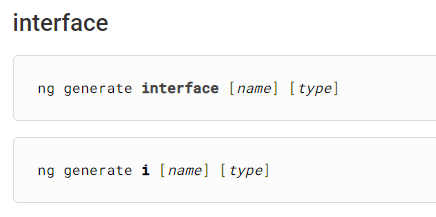 interface
ng generate interface [name] [type]
ng generate i [name] [type]